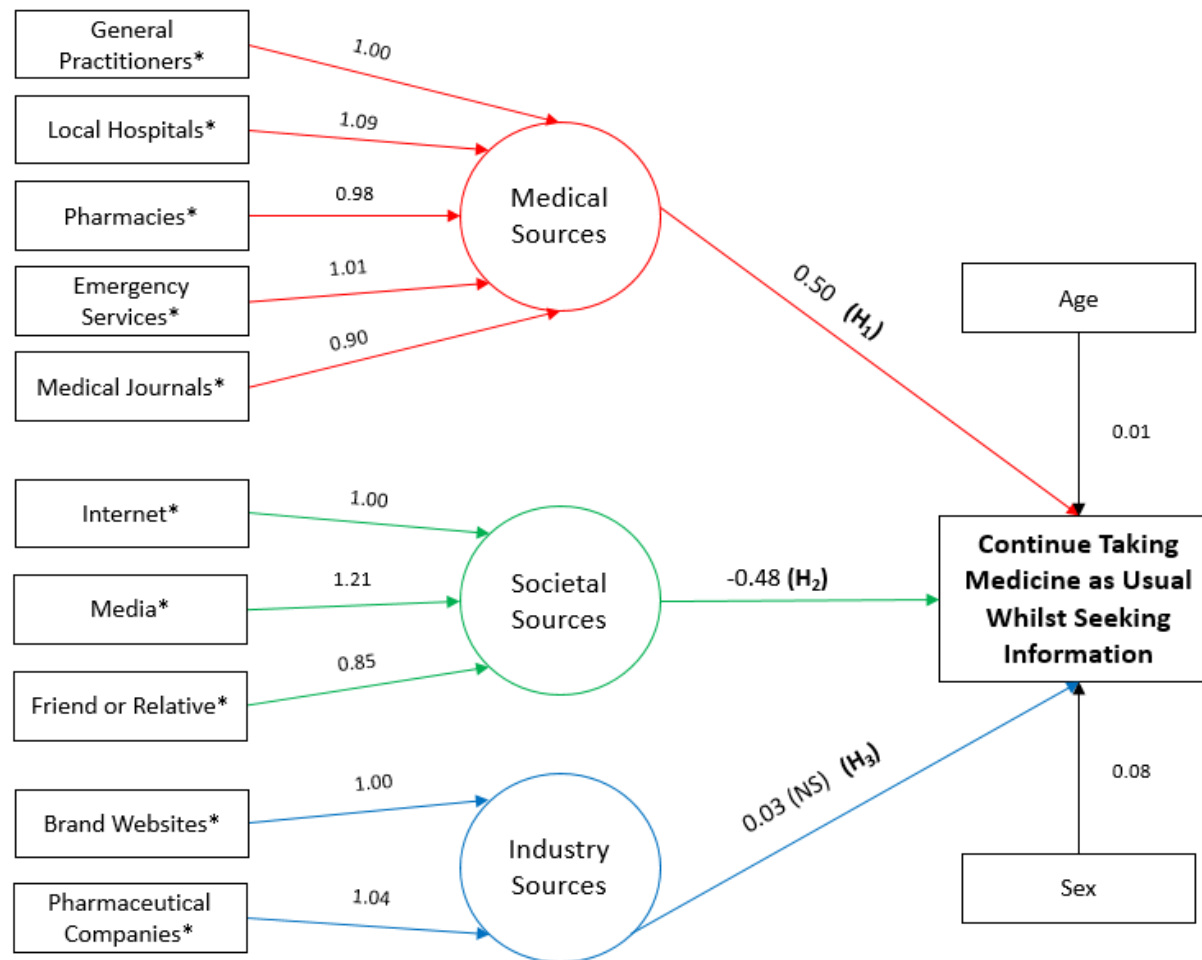 General
Practitioners*
1.00
Local Hospitals*
1.09
Pharmacies*
0.98
Emergency
Services*
1.01
Medical Journals*
0.90
Medical
Sources
0.50 (H₁)
Age
0.01
Internet*
1.00
Media*
1.21
Friend or Relative*
0.85
Societal
Sources
-0.48 (H₂)
Continue Taking
Medicine as Usual
Whilst Seeking
Information
Brand Websites*
1.00
Pharmaceutical
Companies*
1.04
Industry
Sources
0.03 (NS) (H₃)
0.08
Sex